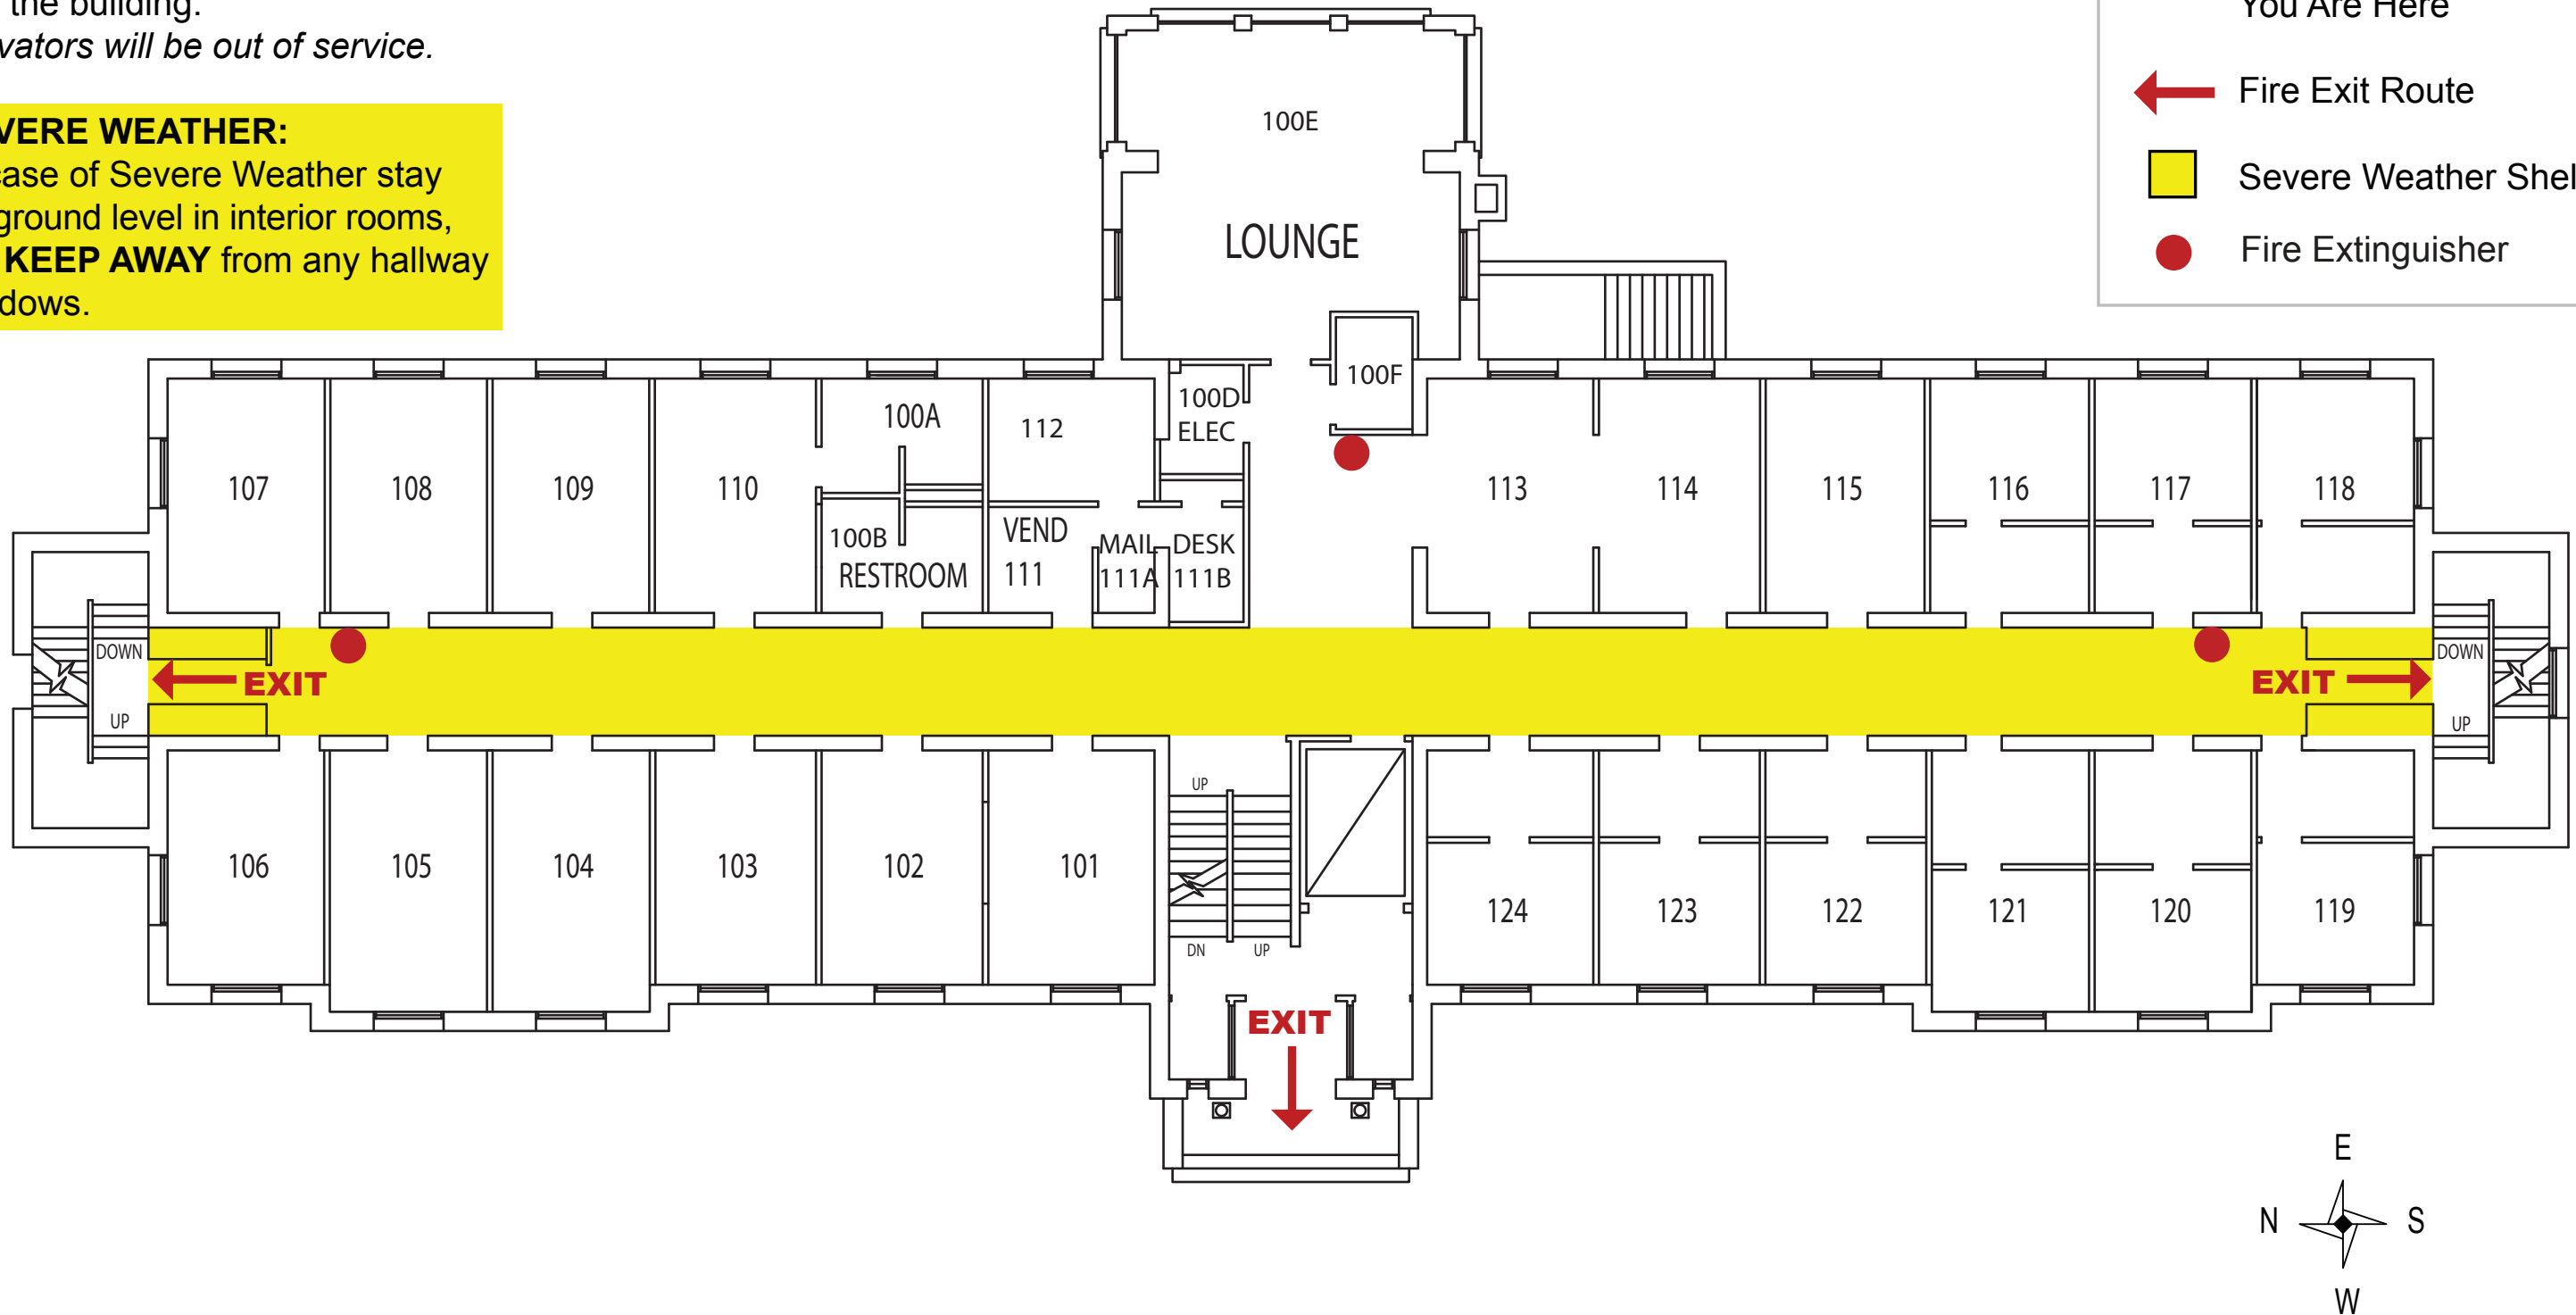 the building.
vators will be out of service.
VERE WEATHER:
case of Severe Weather stay
ground level in interior rooms,
KEEP AWAY from any hallway
dows.
You Are Here
Fire Exit Route
Severe Weather Shel
Fire Extinguisher
100E
LOUNGE
100F
100D
ELEC
100A
112
107
108
109
110
113
114
115
116
117
118
100B
RESTROOM
VEND
111
MAIL
111A
DESK
111B
DOWN
UP
EXIT
EXIT
DOWN
UP
UP
106
105
104
103
102
101
124
123
122
121
120
119
DN
UP
EXIT
E
N
S
W